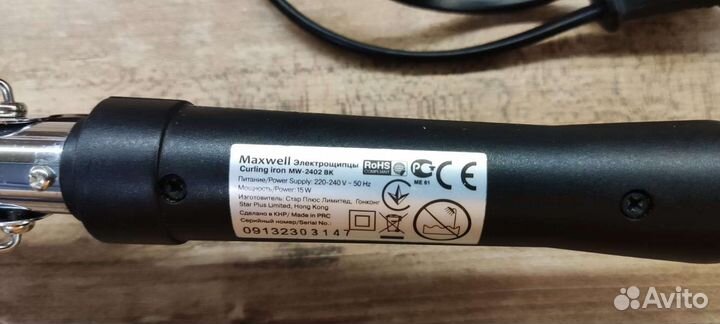 Maxwell Электрощипцы
Curling iron MW-2402 BK
Питание/Power Supply: 220-240 V ~ 50 Hz
Мощность/Power: 15 W
Изготовитель: Стар Плюс Лимитед, Гонконг
Star Plus Limited, Hong Kong
Сделано в КНР/ Made in PRC
Серийный номер/Serial No.:
0913230314
RoHS
COMPLIANT
РС
ME 61
CE
Avito